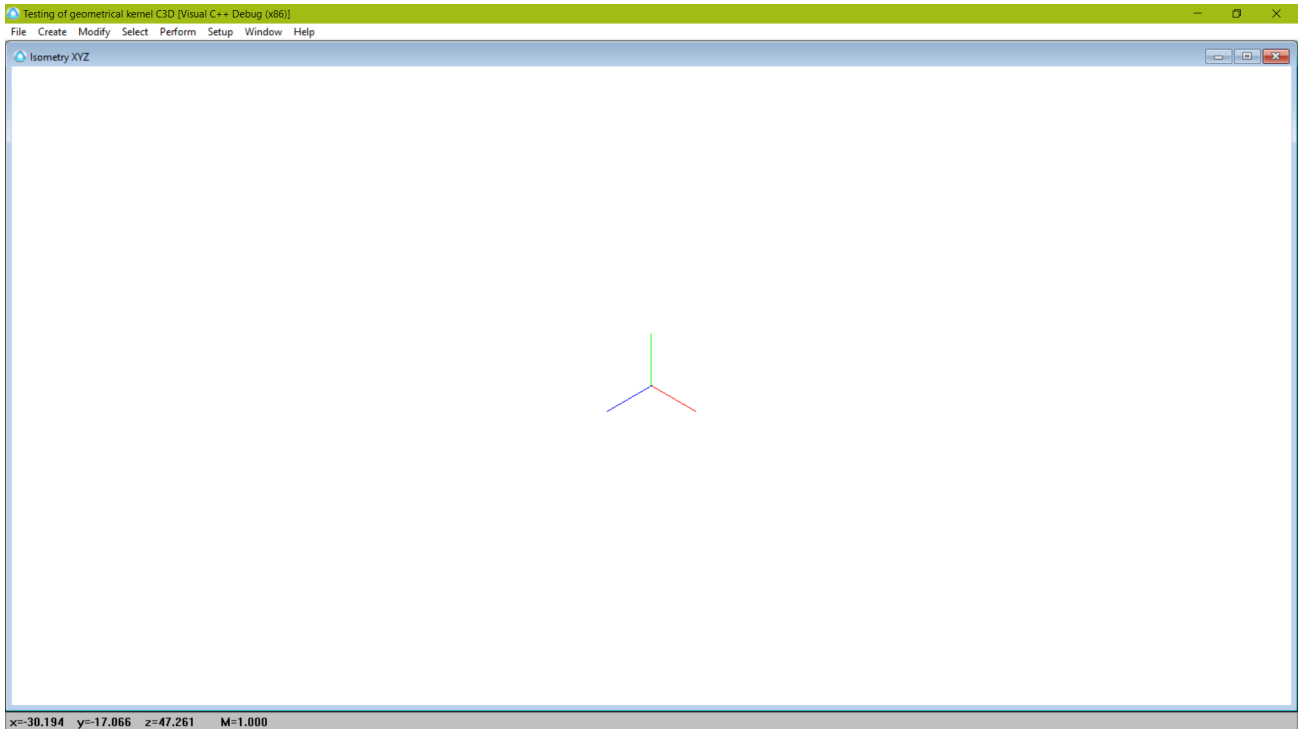 Testing of geometrical kernel C3D [Visual C++ Debug (x86)]
File Create Modify Select Perform Setup Window Help
Isometry XYZ
x=-30.194 y=-17.066 z=47.261 M=1.000